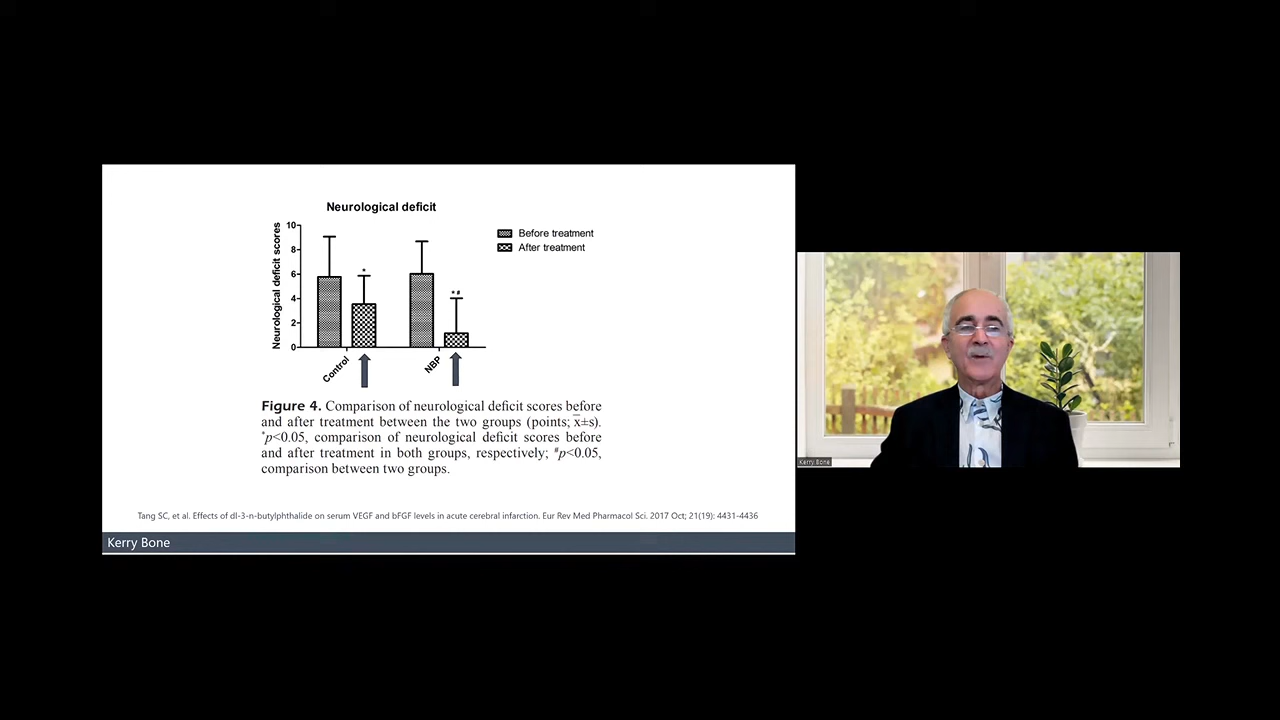 Neurological deficit
Neurological deficit scores
10
8
6
4
2
0
*
*#
Control
NBP
Before treatment
After treatment
Figure 4. Comparison of neurological deficit scores before
and after treatment between the two groups (points; x̅±s).
*p<0.05, comparison of neurological deficit scores before
and after treatment in both groups, respectively; #p<0.05,
comparison between two groups.
Tang SC, et al. Effects of dl-3-n-butylphthalide on serum VEGF and bFGF levels in acute cerebral infarction. Eur Rev Med Pharmacol Sci. 2017 Oct; 21(19): 4431-4436
Kerry Bone
Kerry Bone